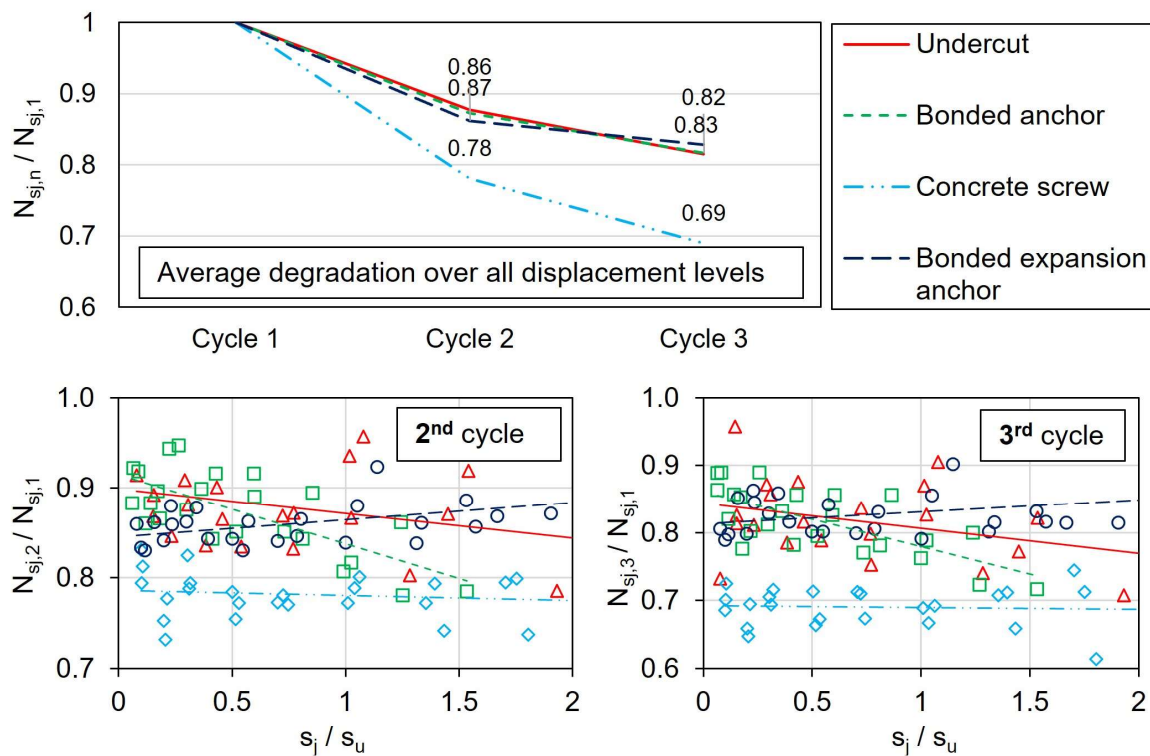 1
0.9
0.8
0.7
0.6
N_sj,n / N_sj,1
0.86
0.87
0.78
0.82
0.83
0.69
Average degradation over all displacement levels
Cycle 1
Cycle 2
Cycle 3
Undercut
Bonded anchor
Concrete screw
Bonded expansion
anchor
1.0
0.9
0.8
0.7
N_sj,2 / N_sj,1
2nd cycle
0
0.5
1
1.5
2
s_j / s_u
1.0
0.9
0.8
0.7
0.6
N_sj,3 / N_sj,1
3rd cycle
0
0.5
1
1.5
2
s_j / s_u